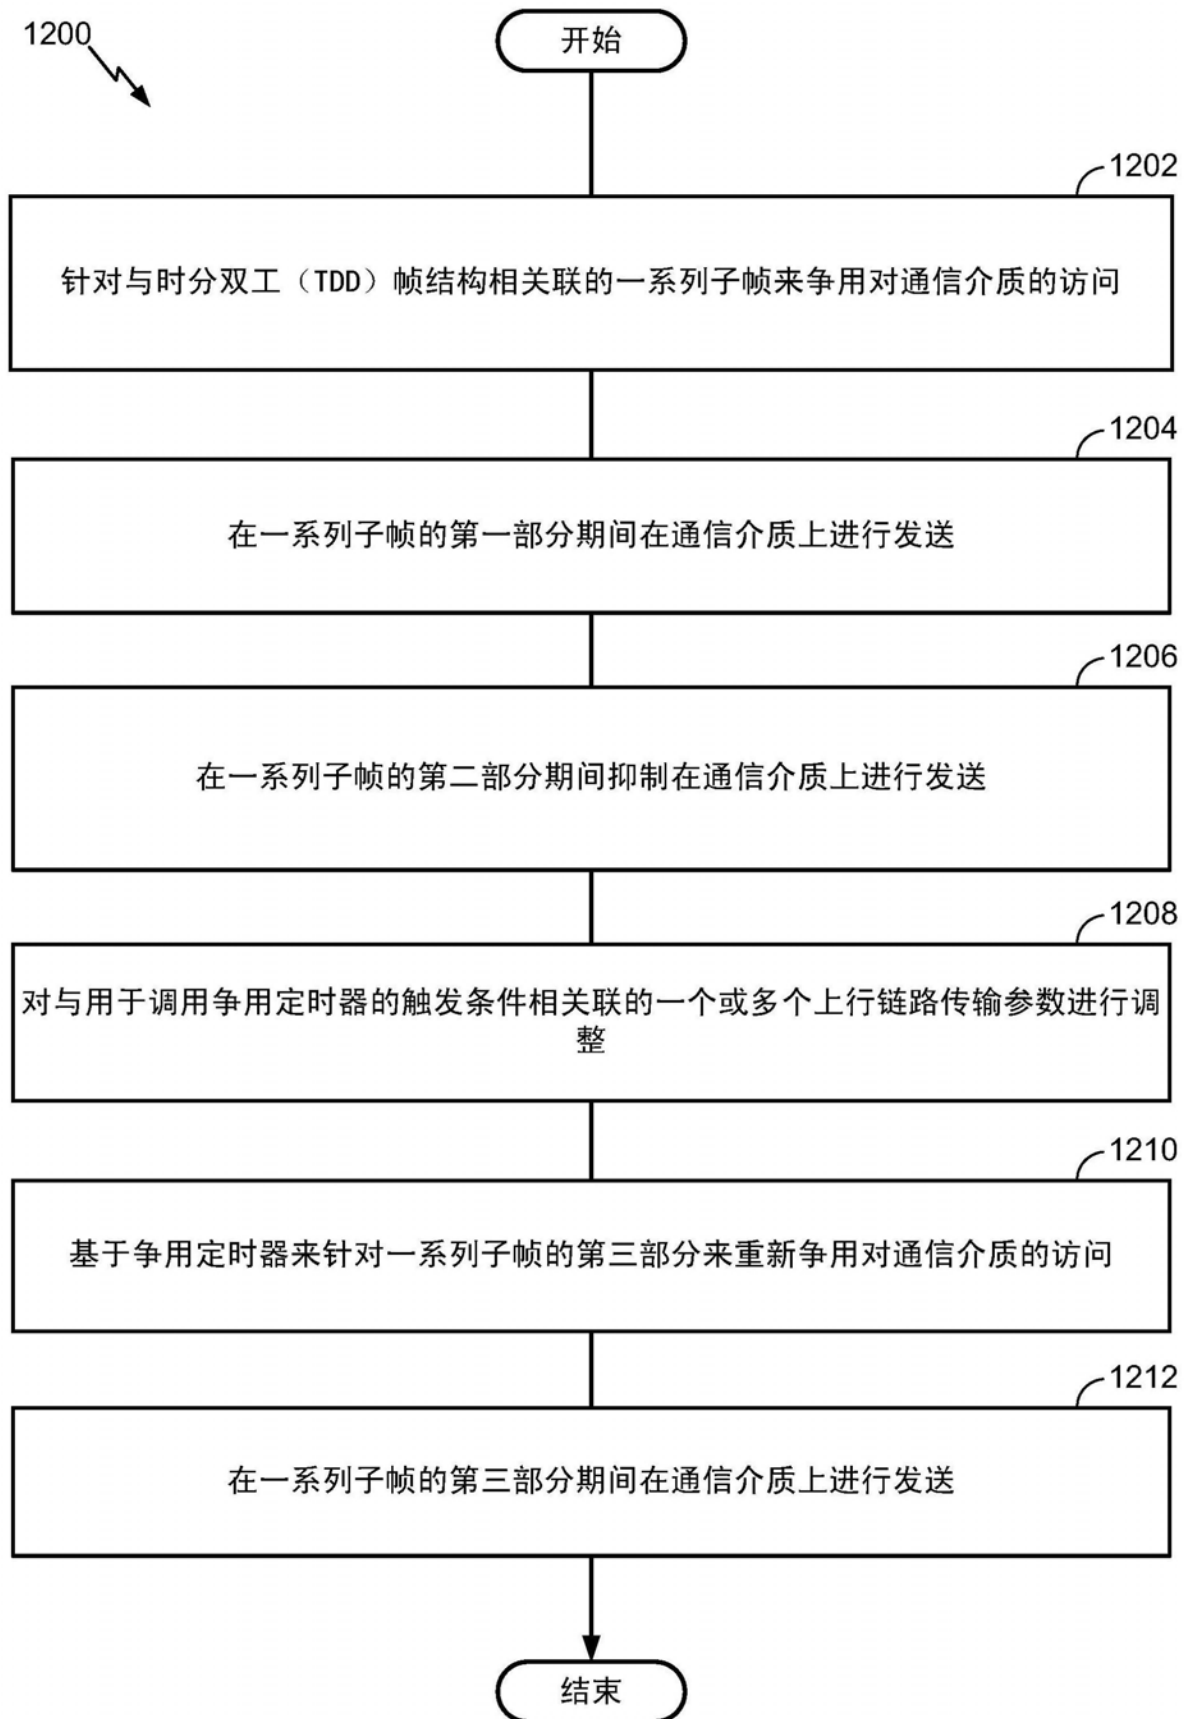 1200
开始
1202
针对与时分双工（TDD）帧结构相关联的一系列子帧来争用对通信介质的访问
1204
在一系列子帧的第一部分期间在通信介质上进行发送
1206
在一系列子帧的第二部分期间抑制在通信介质上进行发送
1208
对与用于调用争用定时器的触发条件相关联的一个或多个上行链路传输参数进行调
整
1210
基于争用定时器来针对一系列子帧的第三部分来重新争用对通信介质的访问
1212
在一系列子帧的第三部分期间在通信介质上进行发送
结束